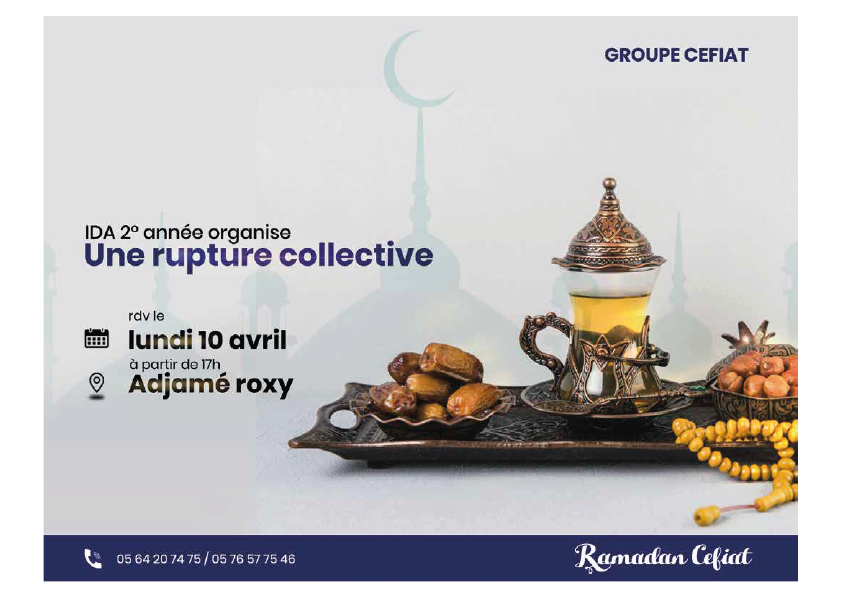 GROUPE CEFIAT
IDA 2º année organise
Une rupture collective
rdv le
lundi 10 avril
à partir de 17h
Adjamé roxy
05 64 20 74 75 / 05 76 57 75 46
Ramadan Cefiat